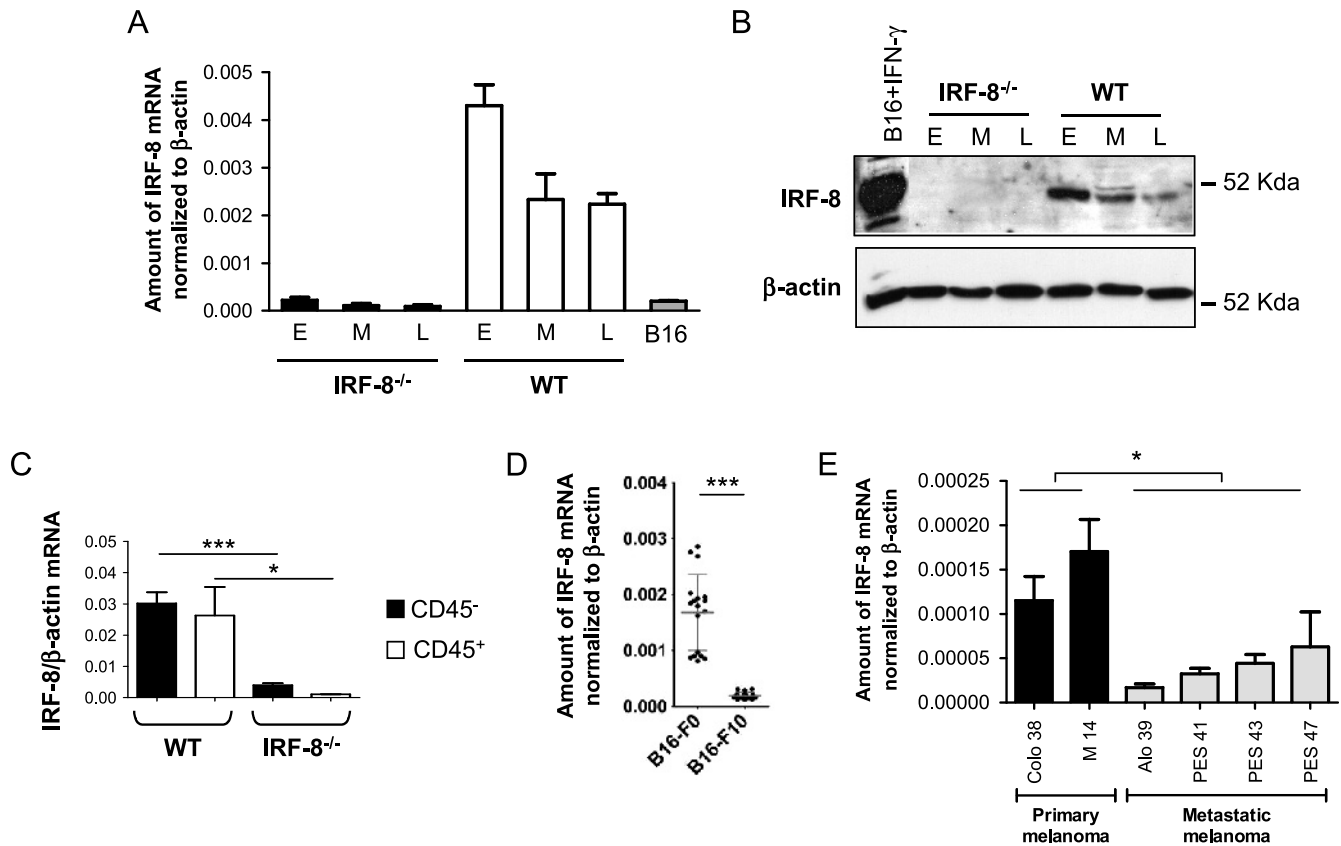 A
Amount of IRF-8 mRNA
normalized to β-actin
0.005
0.004
0.003
0.002
0.001
0.000
E M L E M L B16
IRF-8-/- WT
B
B16+IFN-γ
IRF-8-/- WT
E M L E M L
IRF-8
– 52 Kda
β-actin
– 52 Kda
C
IRF-8/β-actin mRNA
0.05
0.04
0.03
0.02
0.01
0.00
***
*
WT IRF-8-/-
CD45-
CD45+
D
Amount of IRF-8 mRNA
normalized to β-actin
0.004
0.003
0.002
0.001
0.000
***
B16-F0
B16-F10
E
Amount of IRF-8 mRNA
normalized to β-actin
0.00025
0.00020
0.00015
0.00010
0.00005
0.00000
*
Colo 38
M 14
Alo 39
PES 41
PES 43
PES 47
Primary
melanoma
Metastatic
melanoma